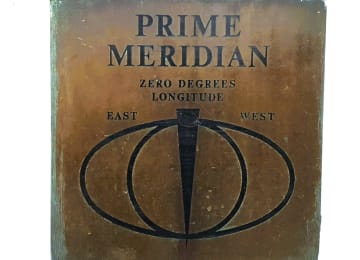 PRIME
MERIDIAN
ZERO DEGREES
LONGITUDE
EAST WEST